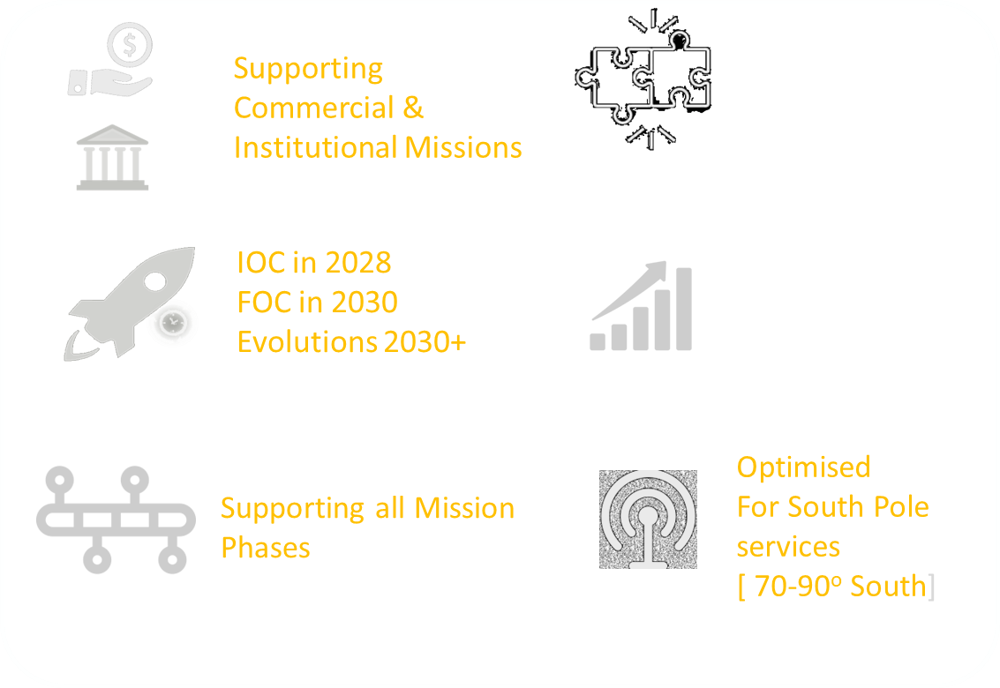 Supporting
Commercial &
Institutional Missions
IOC in 2028
FOC in 2030
Evolutions 2030+
Supporting all Mission
Phases
Optimised
For South Pole
services
[ 70-90º South]